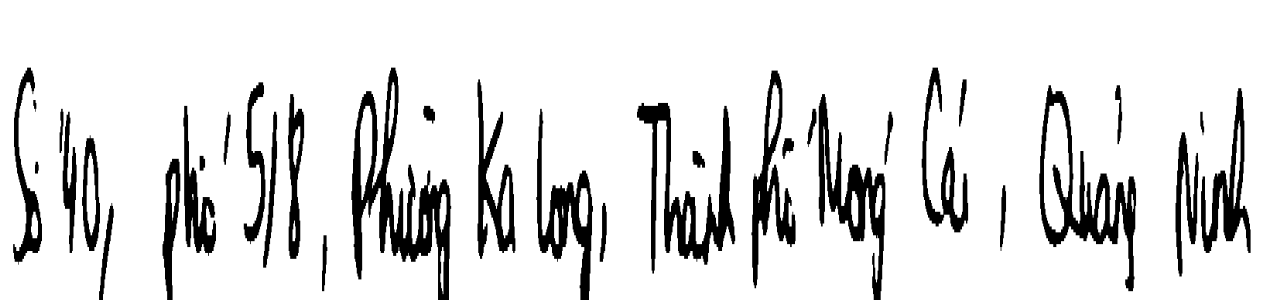 Số 40, phố 5/8, Phường Ka Long, Thành phố Móng Cái, Quảng Ninh